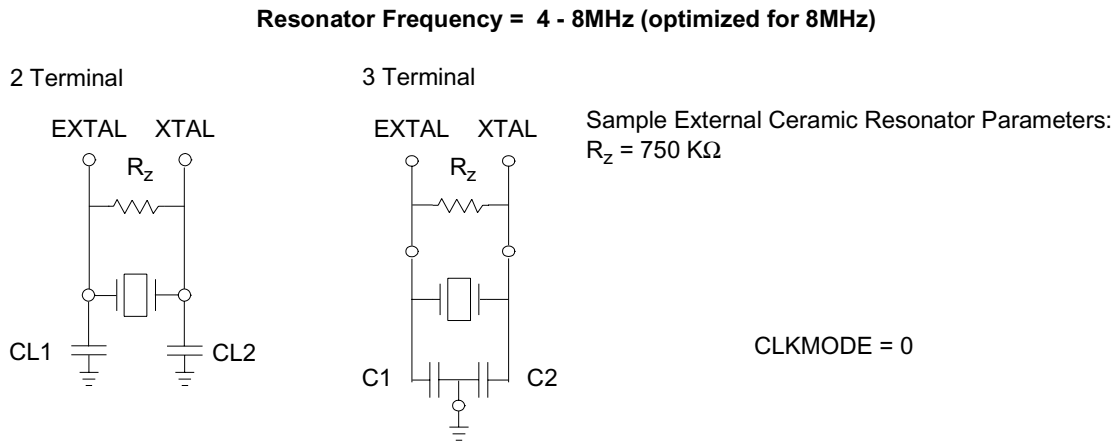 Resonator Frequency = 4 - 8MHz (optimized for 8MHz)
2 Terminal
3 Terminal
EXTAL XTAL
EXTAL XTAL
Sample External Ceramic Resonator Parameters:
Rz = 750 KΩ
Rz
Rz
CL1
CL2
C1
C2
CLKMODE = 0